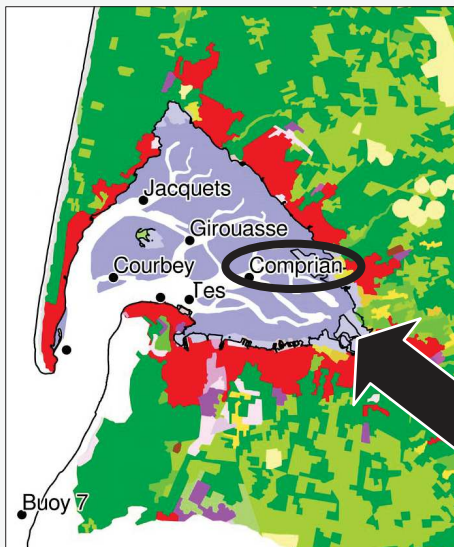 Jacquets
Girouasse
Courbey
Comprian
Tes
Buoy 7